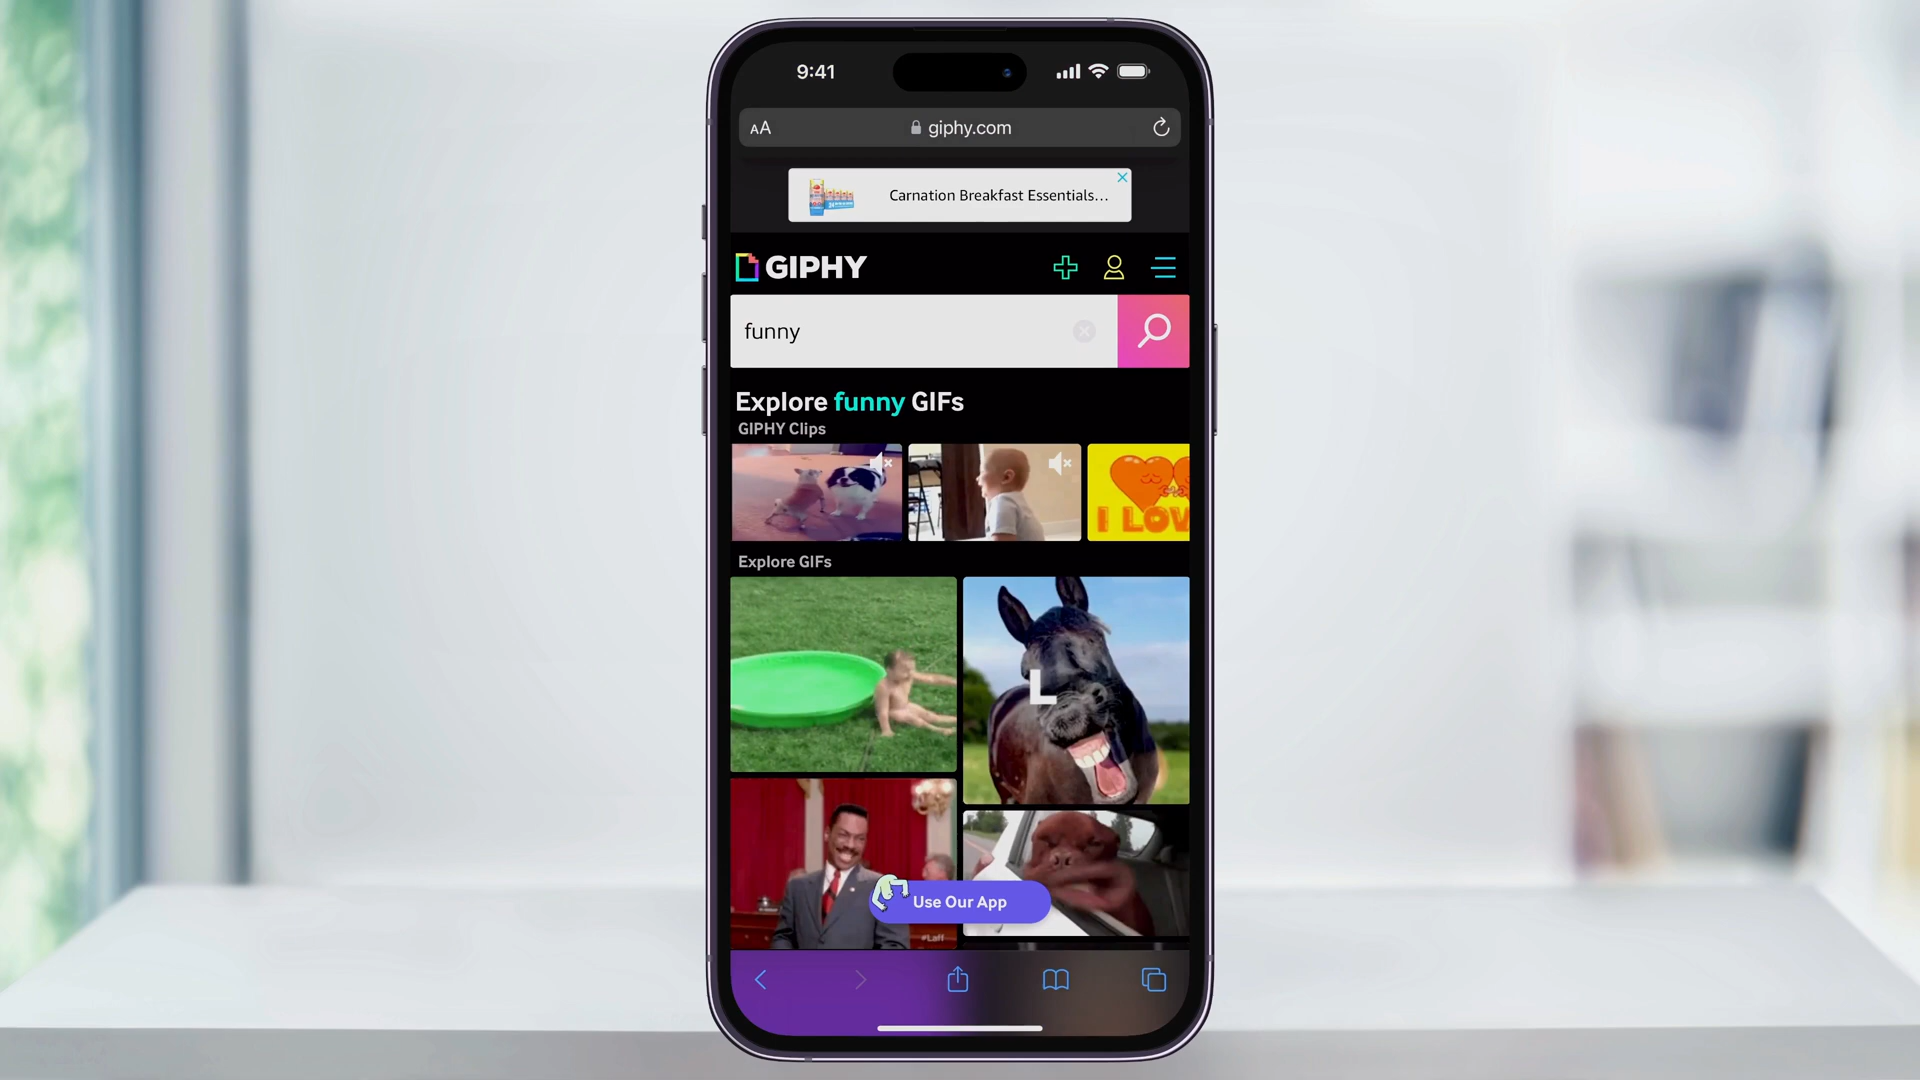 9:41
AA
giphy.com
Carnation Breakfast Essentials...
GIPHY
funny
Explore funny GIFs
GIPHY Clips
I LOV
Explore GIFs
L
#Laff
Use Our App